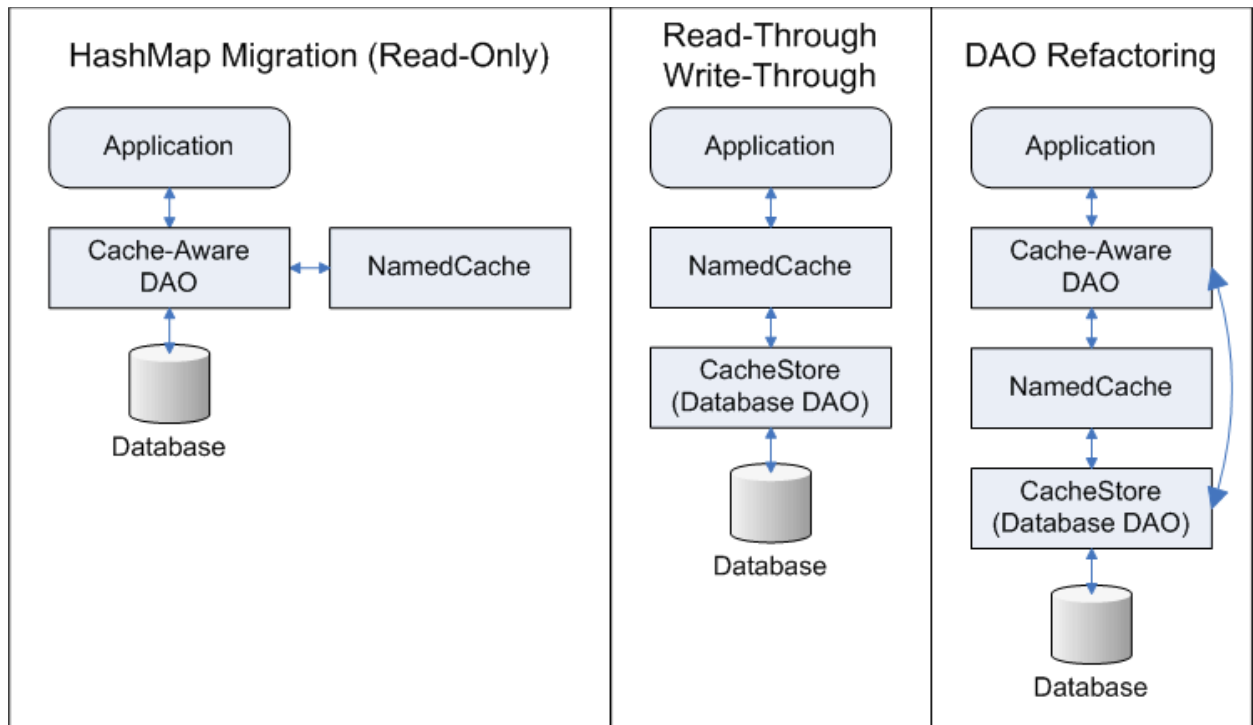 HashMap Migration (Read-Only)
Application
Cache-Aware
DAO
NamedCache
Database
Read-Through
Write-Through
Application
NamedCache
CacheStore
(Database DAO)
Database
DAO Refactoring
Application
Cache-Aware
DAO
NamedCache
CacheStore
(Database DAO)
Database